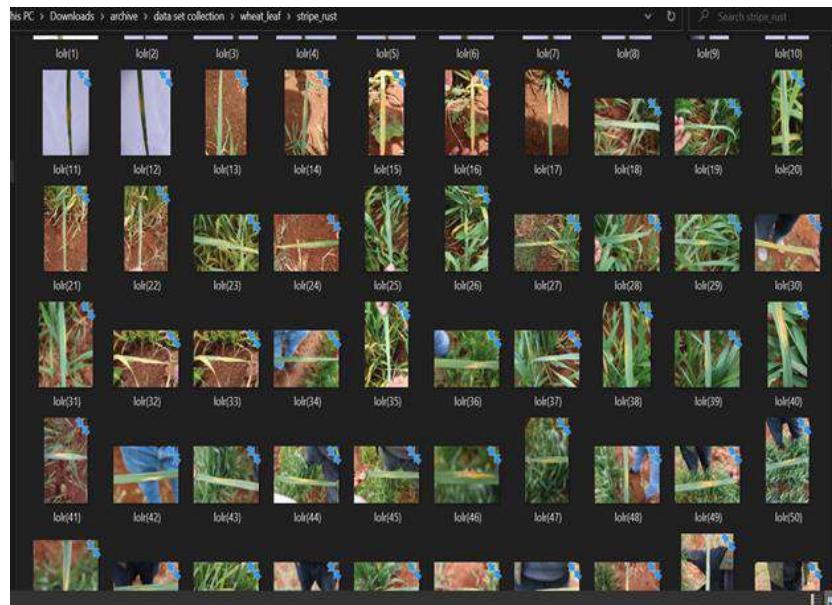 his PC > Downloads > archive > data set collection > wheat_leaf > stripe_rust
Search stripe_rust
lolr(1) lolr(2) lolr(3) lolr(4) lolr(5) lolr(6) lolr(7) lolr(8) lolr(9) lolr(10)
lolr(11) lolr(12) lolr(13) lolr(14) lolr(15) lolr(16) lolr(17) lolr(18) lolr(19) lolr(20)
lolr(21) lolr(22) lolr(23) lolr(24) lolr(25) lolr(26) lolr(27) lolr(28) lolr(29) lolr(30)
lolr(31) lolr(32) lolr(33) lolr(34) lolr(35) lolr(36) lolr(37) lolr(38) lolr(39) lolr(40)
lolr(41) lolr(42) lolr(43) lolr(44) lolr(45) lolr(46) lolr(47) lolr(48) lolr(49) lolr(50)